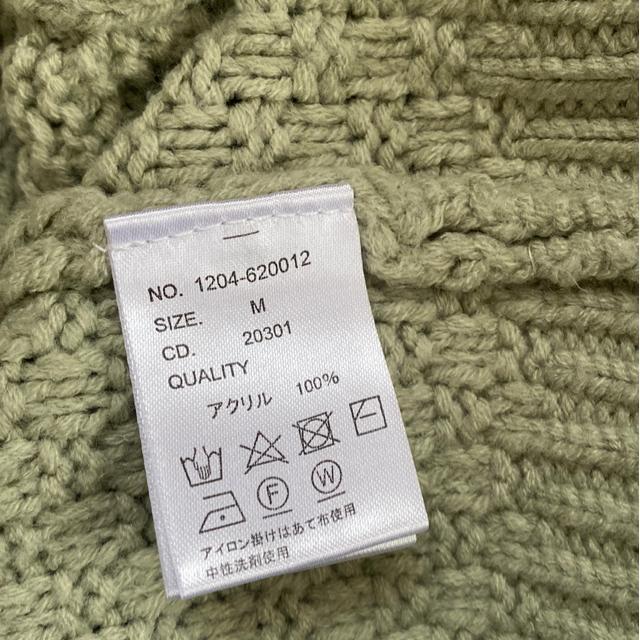 NO. 1204-620012
SIZE. M
CD. 20301
QUALITY
アクリル 100%
F W
アイロン掛けはあて布使用
中性洗剤使用